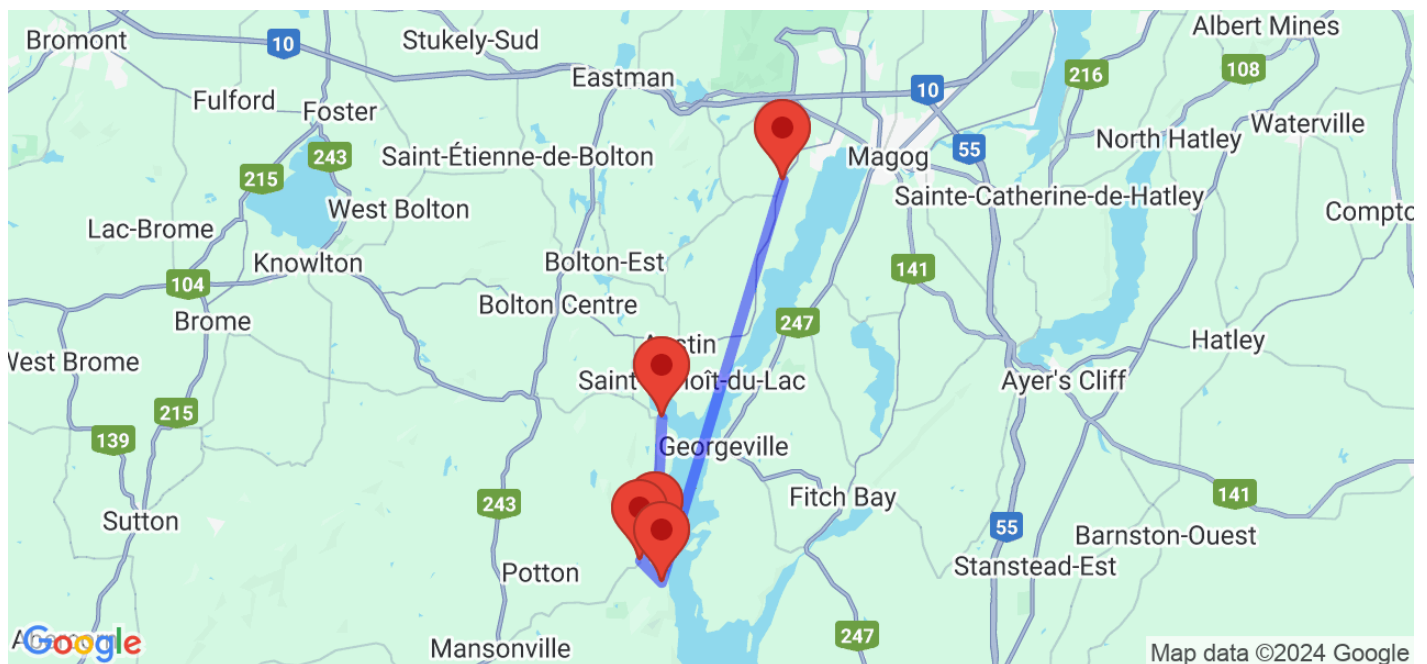 Albert Mines
Bromont
Stukely-Sud
10
Eastman
108
216
10
Fulford
Foster
North Hatley
Waterville
243
Saint-Étienne-de-Bolton
Magog
55
215
Sainte-Catherine-de-Hatley
West Bolton
Compto
Lac-Brome
Knowlton
Bolton-Est
141
104
Bolton Centre
Brome
247
Hatley
West Brome
Ayer's Cliff
215
139
Georgeville
Fitch Bay
243
141
Sutton
55
Barnston-Ouest
Potton
Stanstead-Est
247
Google
Mansonville
Map data ©2024 Google